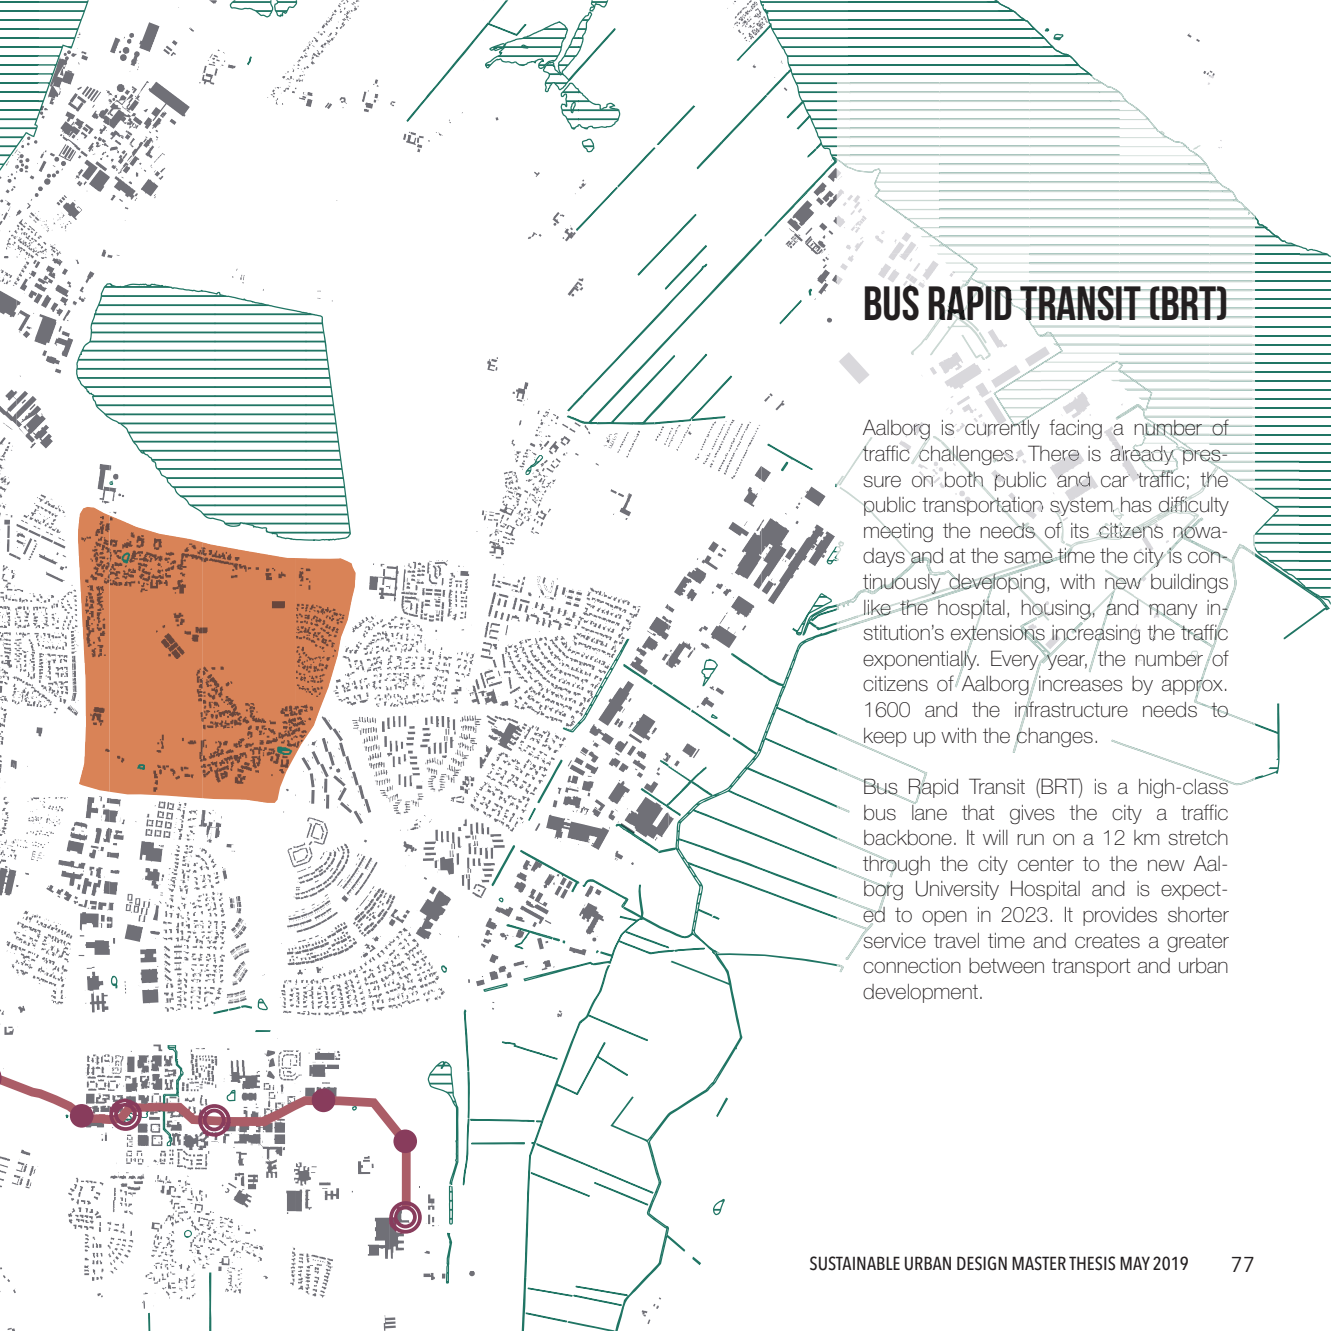 BUS RAPID TRANSIT (BRT)
Aalborg is currently facing a number of
traffic challenges. There is already pres-
sure on both public and car traffic; the
public transportation system has difficulty
meeting the needs of its citizens nowa-
days and at the same time the city is con-
tinuously developing, with new buildings
like the hospital, housing, and many in-
stitution's extensions increasing the traffic
exponentially. Every year, the number of
citizens of Aalborg increases by approx.
1600 and the infrastructure needs to
keep up with the changes.
Bus Rapid Transit (BRT) is a high-class
bus lane that gives the city a traffic
backbone. It will run on a 12 km stretch
through the city center to the new Aal-
borg University Hospital and is expect-
ed to open in 2023. It provides shorter
service travel time and creates a greater
connection between transport and urban
development.
SUSTAINABLE URBAN DESIGN MASTER THESIS MAY 2019 77